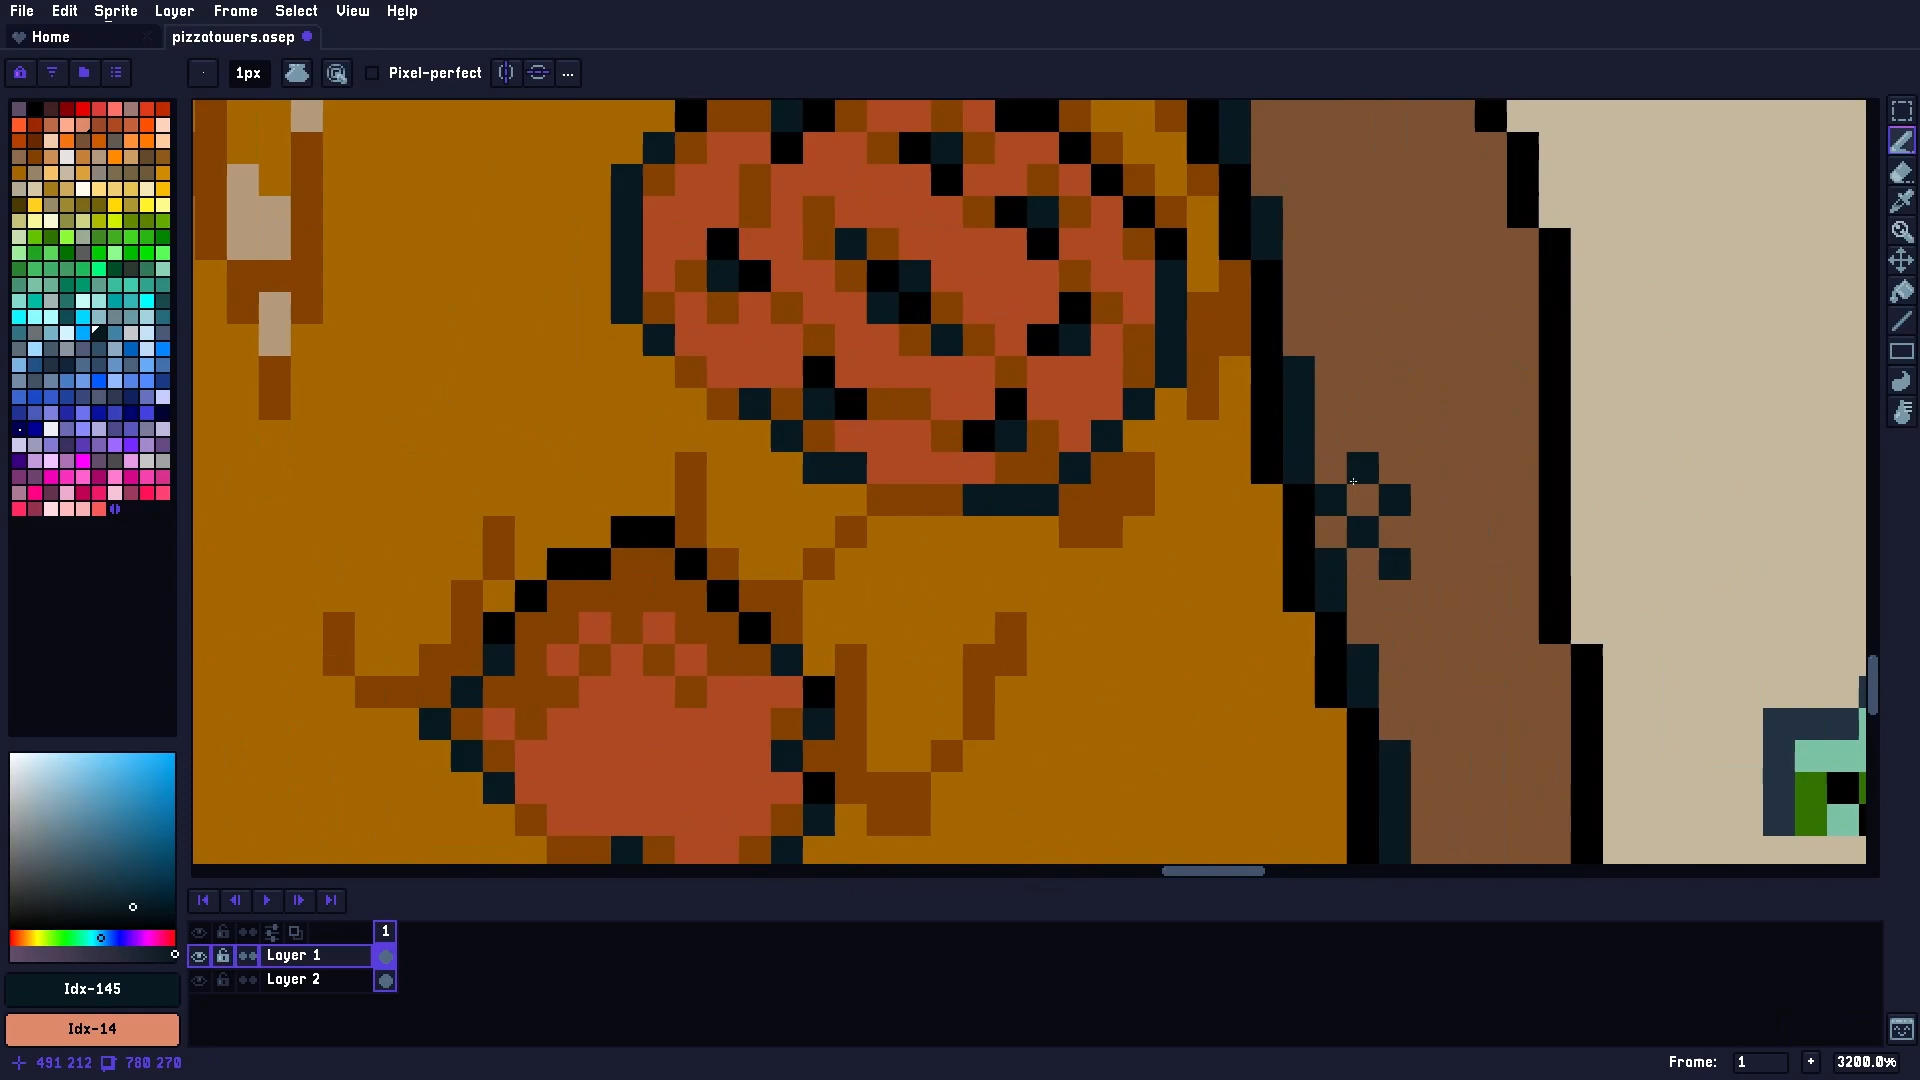 File Edit Sprite Layer Frame Select View Help
Home pizzatowers.asep
1px Pixel-perfect ...
1
Layer 1
Layer 2
Idx-145
Idx-14
491 212 780 270
Frame: 1 + 3200.0%